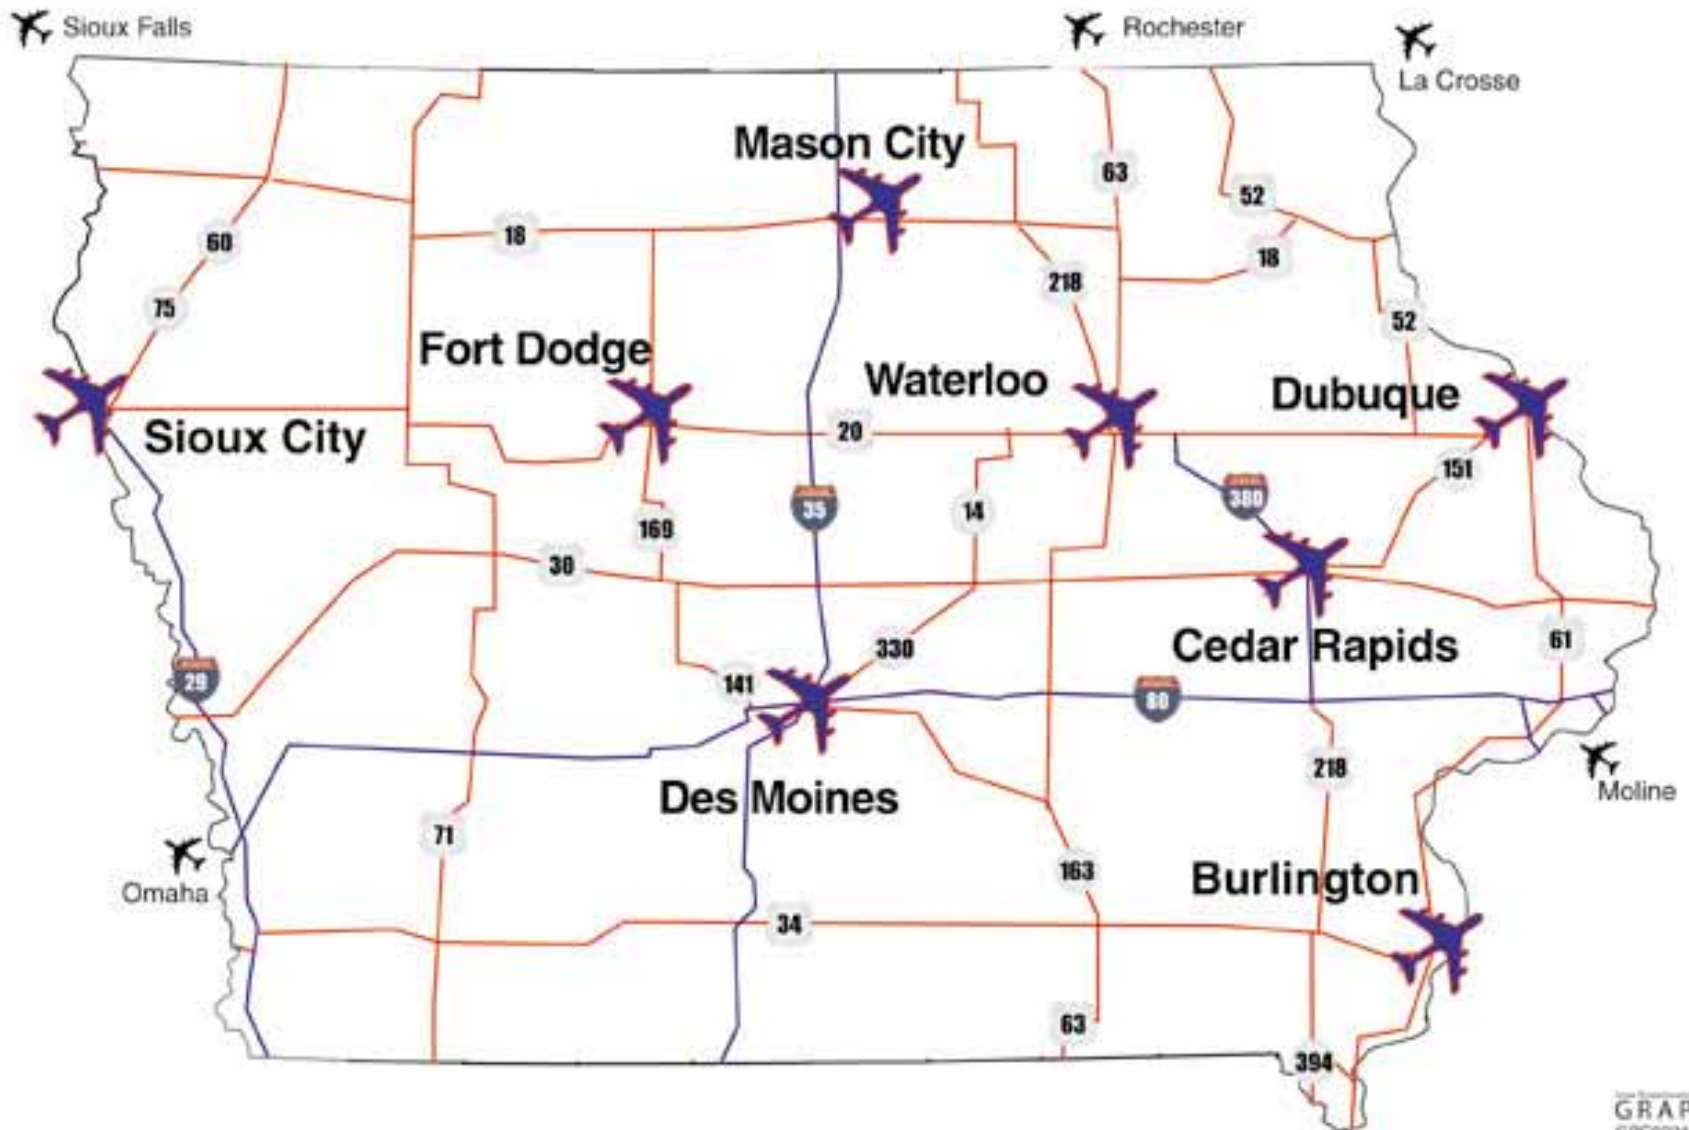 Sioux Falls
Rochester
La Crosse
Mason City
63
52
60
18
18
218
75
52
Fort Dodge
Waterloo
Dubuque
Sioux City
20
151
380
35
14
169
30
330
61
Cedar Rapids
29
141
80
218
Des Moines
Moline
71
163
Burlington
Omaha
34
63
394
GRAP